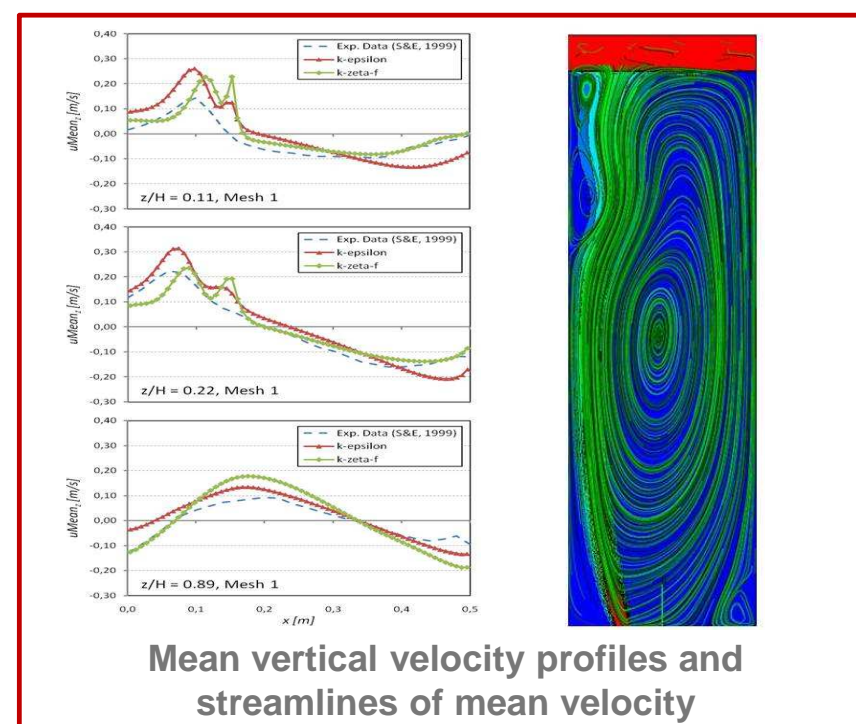 0,40
0,30
0,20
0,10
0,00
-0,10
-0,20
-0,30
uMean_z [m/s]
Exp. Data (S&E, 1999)
k-epsilon
k-zeta-f
z/H = 0.11, Mesh 1
0,40
0,30
0,20
0,10
0,00
-0,10
-0,20
-0,30
uMean_z [m/s]
Exp. Data (S&E, 1999)
k-epsilon
k-zeta-f
z/H = 0.22, Mesh 1
0,40
0,30
0,20
0,10
0,00
-0,10
-0,20
-0,30
uMean_z [m/s]
Exp. Data (S&E, 1999)
k-epsilon
k-zeta-f
z/H = 0.89, Mesh 1
0,0 0,1 0,2 0,3 0,4 0,5
x [m]
Mean vertical velocity profiles and
streamlines of mean velocity